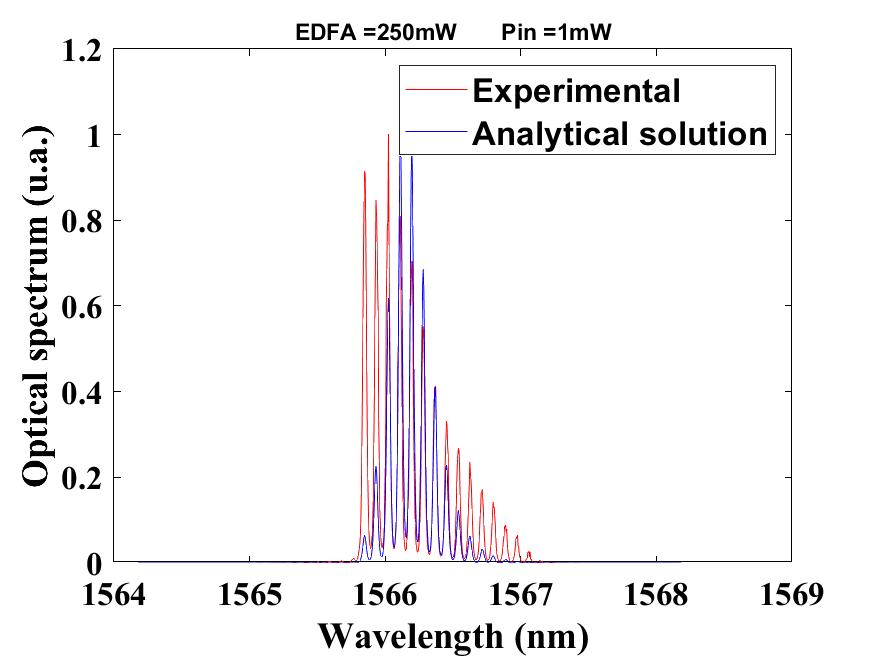 EDFA =250mW Pin =1mW
1.2
Experimental
Analytical solution
1
0.8
0.6
0.4
0.2
0
Optical spectrum (u.a.)
1564 1565 1566 1567 1568 1569
Wavelength (nm)